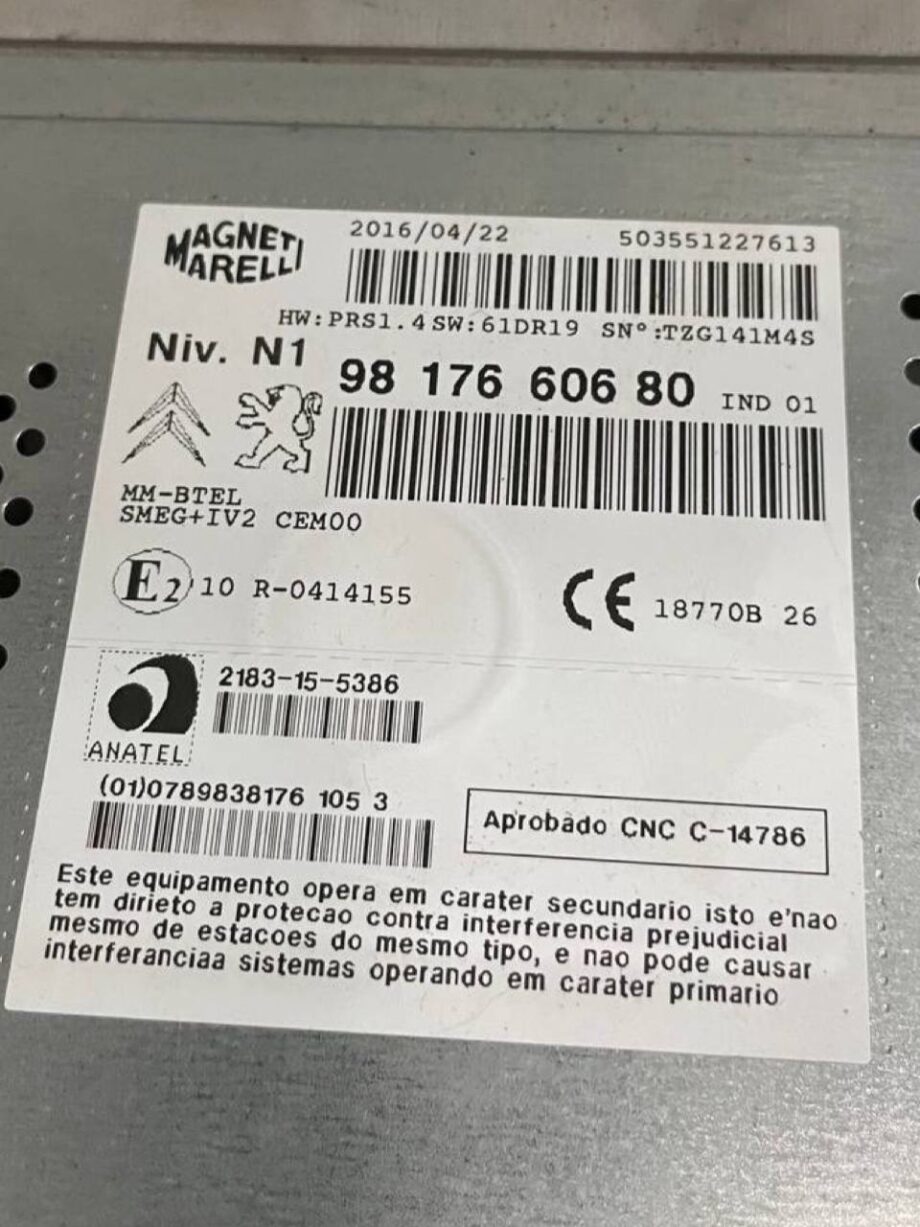 MAGNETI
MARELLI
2016/04/22 503551227613
HW:PRS1.4 SW:61DR19 SN°:TZG141M4S
Niv. N1
98 176 606 80 IND 01
MM-BTEL
SMEG+IV2 CEM00
E2 10 R-0414155
CE 18770B 26
2183-15-5386
ANATEL
(01)0789838176 105 3
Aprobado CNC C-14786
Este equipamento opera em carater secundario isto e'nao
tem dirieto a protecao contra interferencia prejudicial
mesmo de estacoes do mesmo tipo, e nao pode causar
interferanciaa sistemas operando em carater primario